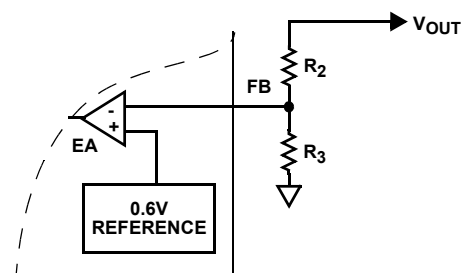 VOUT
R2
FB
-
+
EA
R3
0.6V
REFERENCE